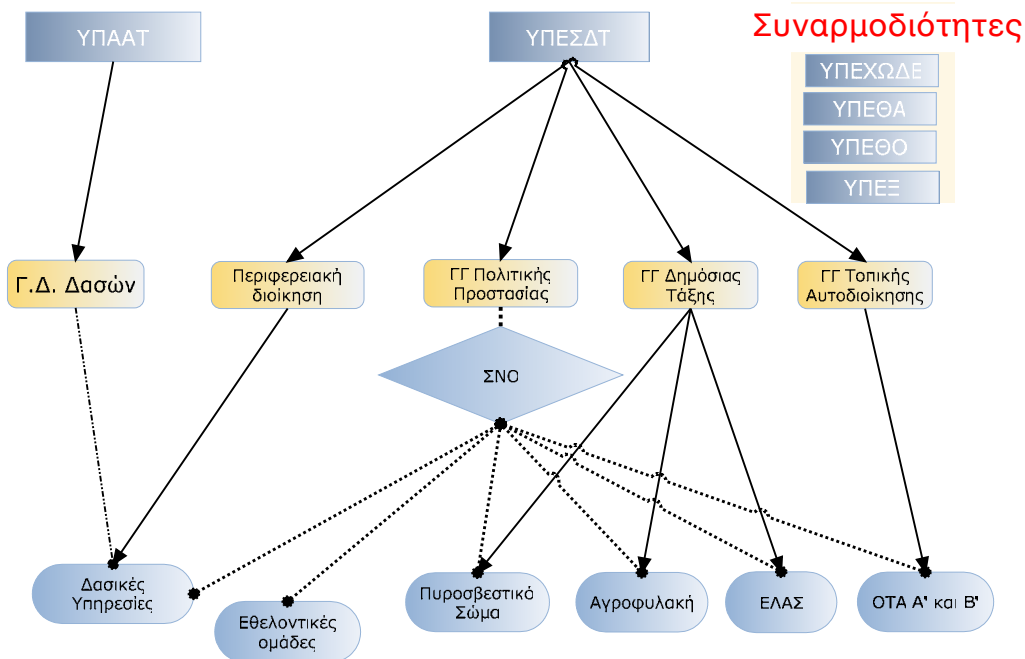 ΥΠΑΑΤ
ΥΠΕΣΔΤ
Συναρμοδιότητες
ΥΠΕΧΩΔΕ
ΥΠΕΘΑ
ΥΠΕΘΟ
ΥΠΕΞ
Γ.Δ. Δασών
Περιφερειακή
διοίκηση
ΓΓ Πολιτικής
Προστασίας
ΓΓ Δημόσιας
Τάξης
ΓΓ Τοπικής
Αυτοδιοίκησης
ΣΝΟ
Δασικές
Υπηρεσίες
Εθελοντικές
ομάδες
Πυροσβεστικό
Σώμα
Αγροφυλακή
ΕΛΑΣ
ΟΤΑ Α' και Β'